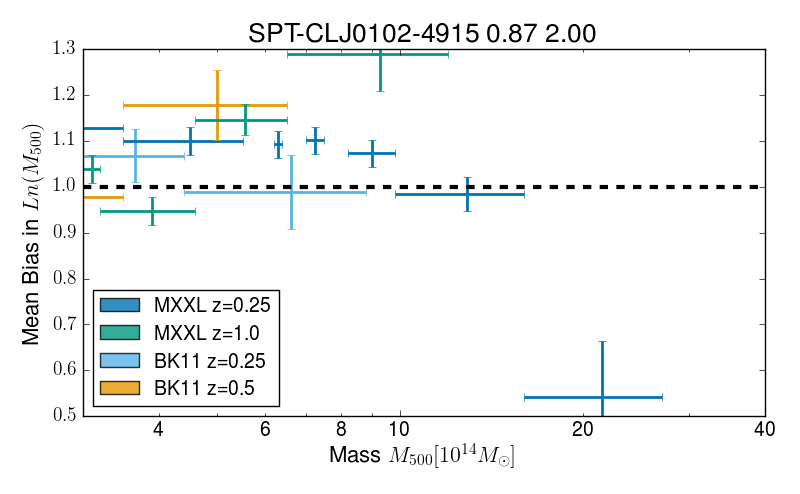 SPT-CLJ0102-4915 0.87 2.00
Mean Bias in Ln(M500)
1.3
1.2
1.1
1.0
0.9
0.8
0.7
0.6
0.5
MXXL z=0.25
MXXL z=1.0
BK11 z=0.25
BK11 z=0.5
4 6 8 10 20 40
Mass M500[10^14 M⊙]